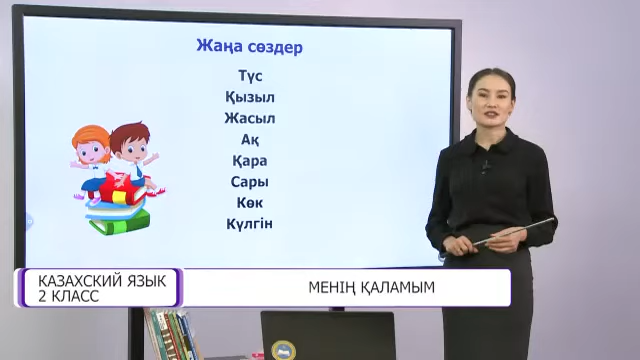 Жаңа сөздер
Түс
Қызыл
Жасыл
Ақ
Қара
Сары
Көк
Күлгін
КАЗАХСКИЙ ЯЗЫК
2 КЛАСС
МЕНІҢ ҚАЛАМЫМ